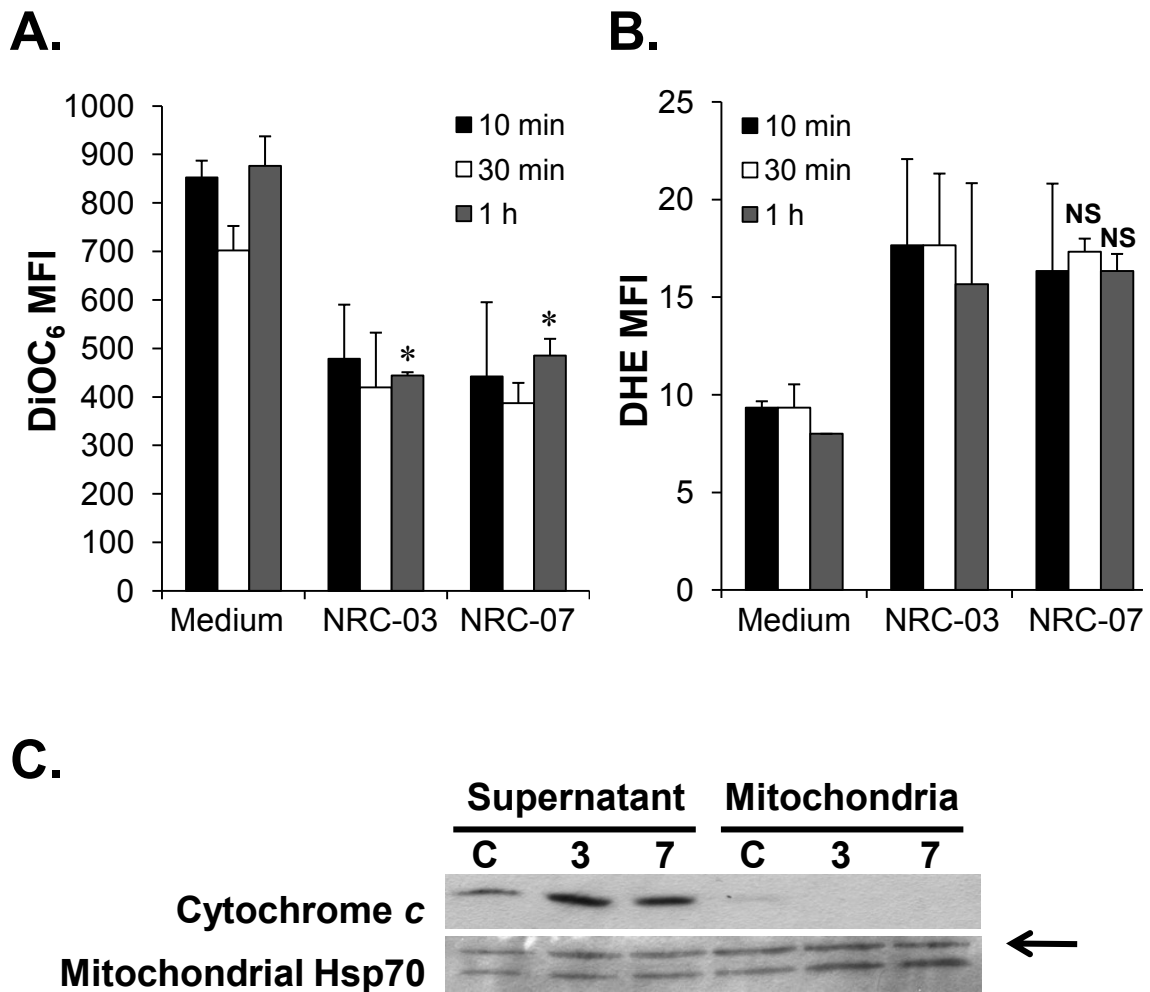 A.
1000
900
800
700
600
500
400
300
200
100
0
DiOC6 MFI
10 min
30 min
1 h
*
*
Medium NRC-03 NRC-07
B.
25
20
15
10
5
0
DHE MFI
10 min
30 min
1 h
NS
NS
Medium NRC-03 NRC-07
C.
Supernatant Mitochondria
C 3 7 C 3 7
Cytochrome c
Mitochondrial Hsp70